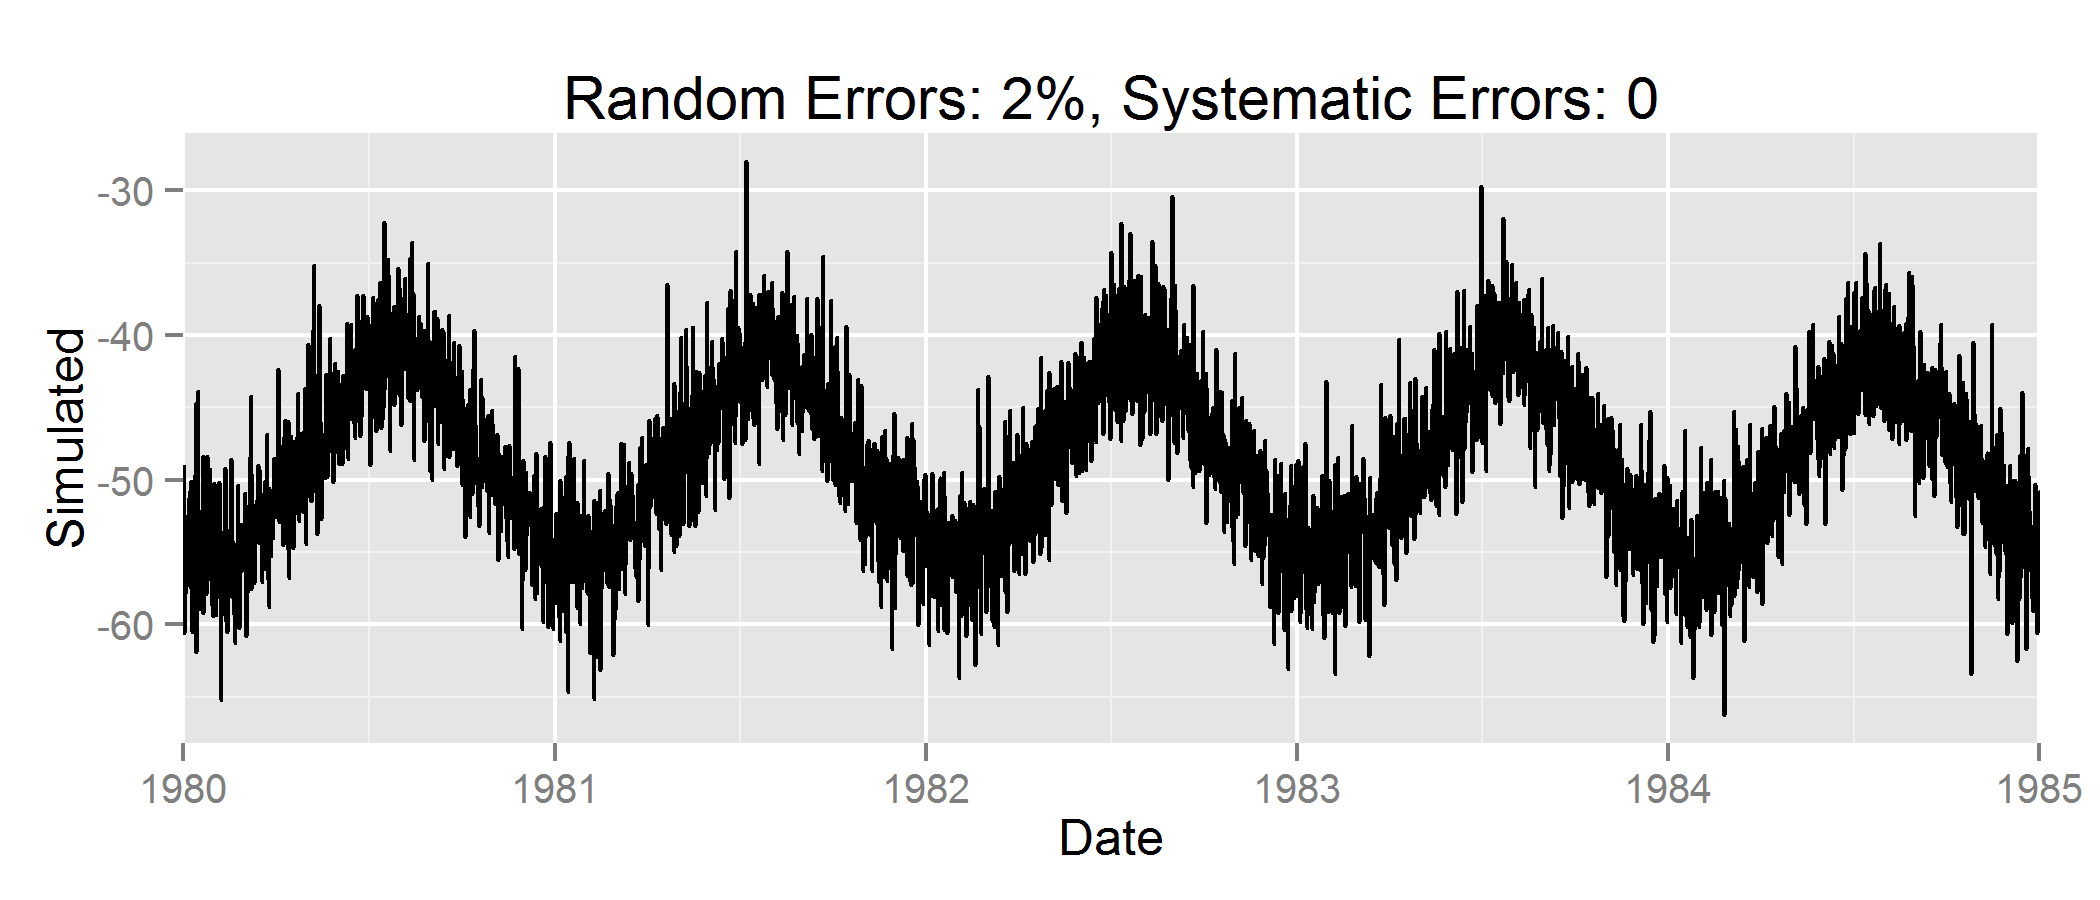 Random Errors: 2%, Systematic Errors: 0
Simulated
-30
-40
-50
-60
1980 1981 1982 1983 1984 1985
Date